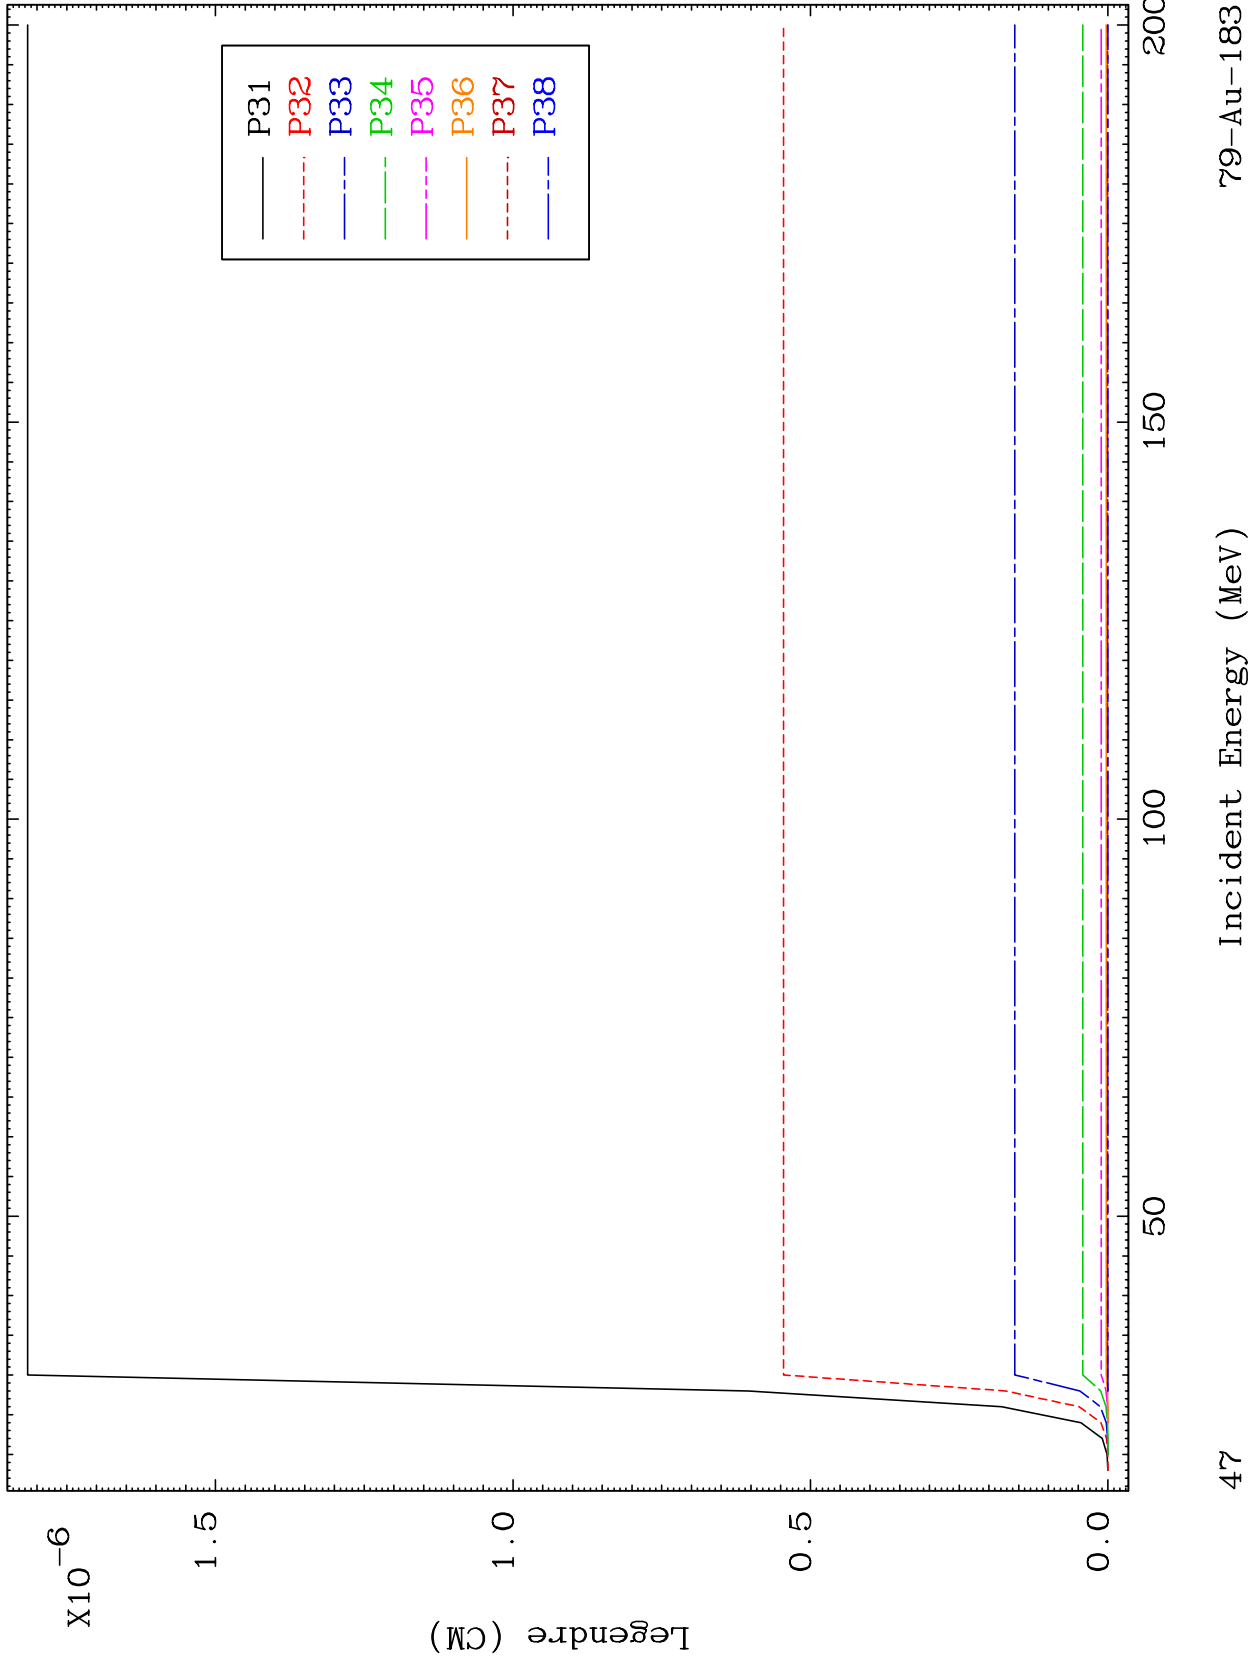 X10⁻⁶
1.5
1.0
0.5
0.0
Legendre (CM)
P31
P32
P33
P34
P35
P36
P37
P38
50
100
150
200
Incident Energy (MeV)
47
79-Au-183